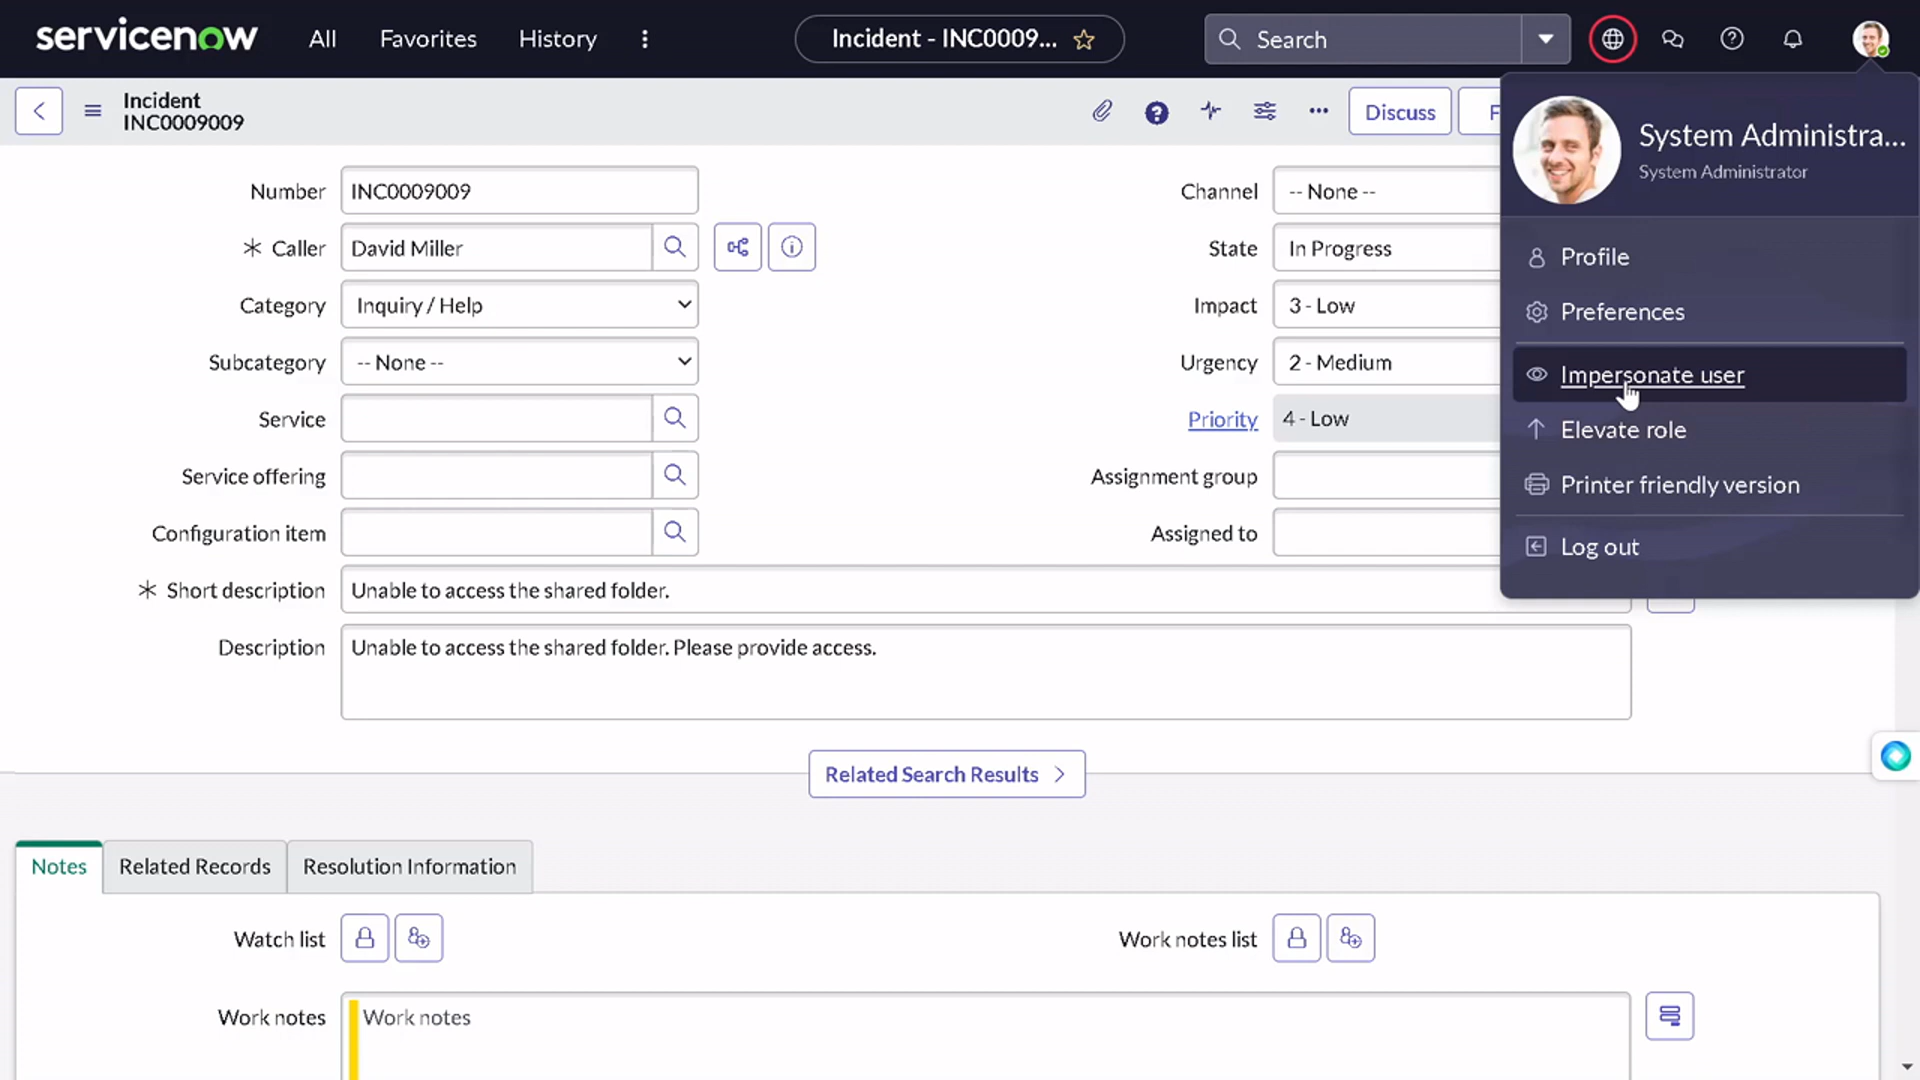 servicenow
All
Favorites
History
Incident - INC0009...
Search
Incident
INC0009009
Discuss
F
System Administra...
System Administrator
Profile
Preferences
Impersonate user
Elevate role
Printer friendly version
Log out
Number
INC0009009
Channel
-- None --
* Caller
David Miller
State
In Progress
Category
Inquiry / Help
Impact
3 - Low
Subcategory
-- None --
Urgency
2 - Medium
Service
Priority
4 - Low
Service offering
Assignment group
Configuration item
Assigned to
* Short description
Unable to access the shared folder.
Description
Unable to access the shared folder. Please provide access.
Related Search Results
Notes
Related Records
Resolution Information
Watch list
Work notes list
Work notes
Work notes